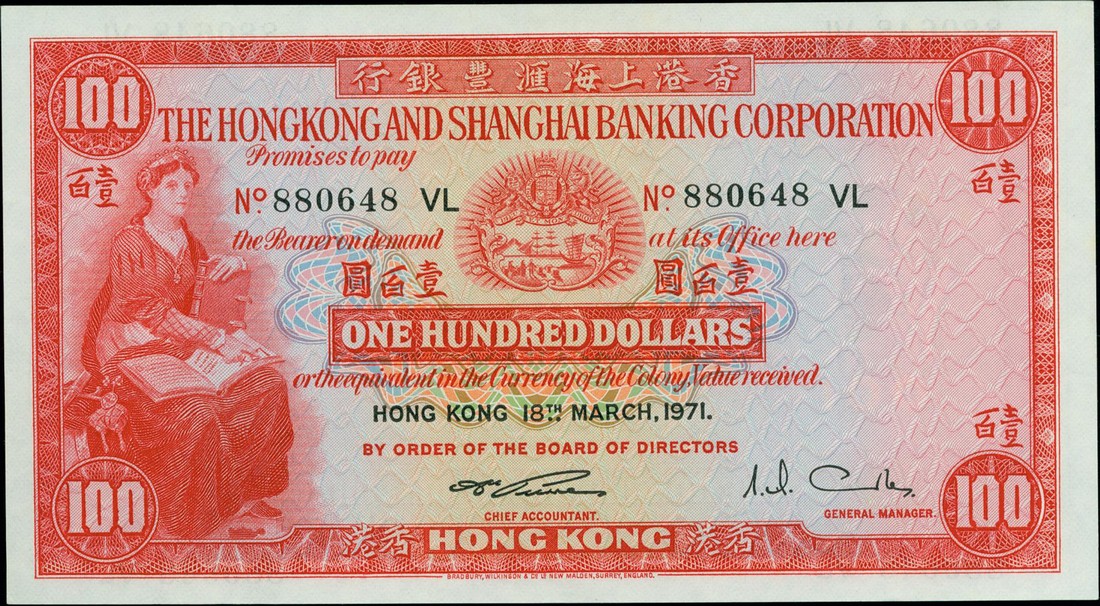 香港上海滙豐銀行
100 100
THE HONGKONG AND SHANGHAI BANKING CORPORATION
Promises to pay
壹百 壹百
No. 880648 VL No. 880648 VL
the Bearer on demand at its Office here
壹百圓 壹百圓
ONE HUNDRED DOLLARS
or the equivalent in the Currency of the Colony, Value received.
HONG KONG 18TH MARCH, 1971.
壹百
BY ORDER OF THE BOARD OF DIRECTORS
CHIEF ACCOUNTANT. GENERAL MANAGER.
100 100
香港 HONG KONG 香港
BRADBURY, WILKINSON & Co Ld NEW MALDEN, SURREY, ENGLAND.